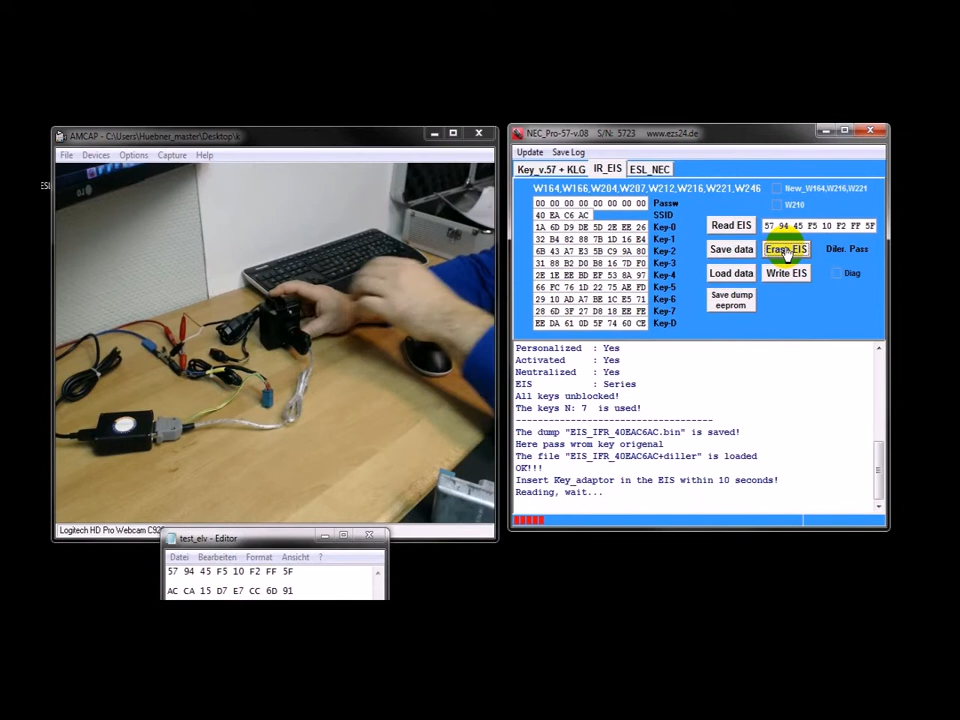 AMCAP - C:\Users\Huebner_master\Desktop\k
File Devices Options Capture Help
Logitech HD Pro Webcam C92
test_elv - Editor
Datei Bearbeiten Format Ansicht ?
57 94 45 F5 10 F2 FF 5F
AC CA 15 D7 E7 CC 6D 91
NEC_Pro-57-v.08 S/N: 5723 www.ezs24.de
Update Save Log
Key_v.57 + KLG IR_EIS ESL_NEC
W164,W166,W204,W207,W212,W216,W221,W246
New_W164,W216,W221
W210
00 00 00 00 00 00 00 00 Passw
40 EA C6 AC SSID
1A 6D D9 DE 5D 2E EE 26 Key-0
32 B4 82 88 7B 1D 16 E4 Key-1
6B 43 A7 E3 5B C9 9A 80 Key-2
31 88 B2 D0 B8 16 7D F0 Key-3
2E 1E EE BD EF 53 8A 97 Key-4
66 FC 76 1D 22 75 AE FD Key-5
29 10 AD A7 BE 1C E5 71 Key-6
28 6D 3F 27 D8 18 EE FE Key-7
EE DA 61 0D 5F 74 60 CE Key-D
Read EIS 57 94 45 F5 10 F2 FF 5F
Save data Erase EIS Diler. Pass
Load data Write EIS Diag
Save dump
eeprom
Personalized : Yes
Activated : Yes
Neutralized : Yes
EIS : Series
All keys unblocked!
The keys N: 7 is used!
-------------------------------------
The dump "EIS_IFR_40EAC6AC.bin" is saved!
Here pass wrom key origenal
The file "EIS_IFR_40EAC6AC+diller" is loaded
OK!!!
Insert Key_adaptor in the EIS within 10 seconds!
Reading, wait...